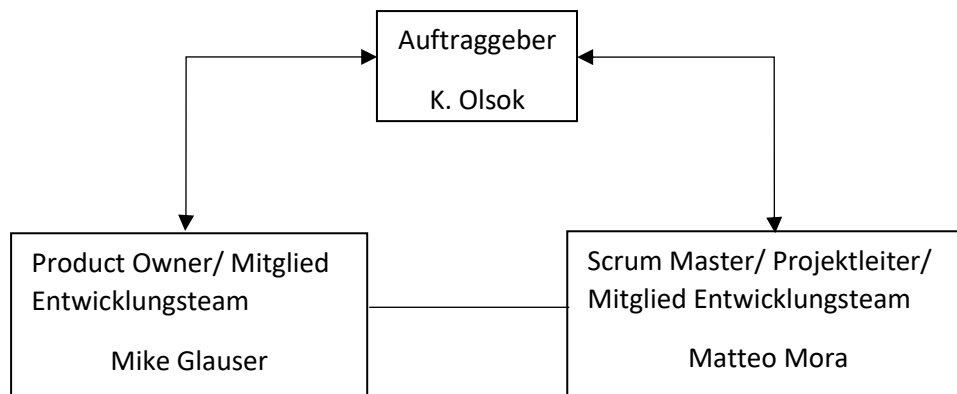 Auftraggeber
K. Olsok
Product Owner/ Mitglied
Entwicklungsteam
Mike Glauser
Scrum Master/ Projektleiter/
Mitglied Entwicklungsteam
Matteo Mora